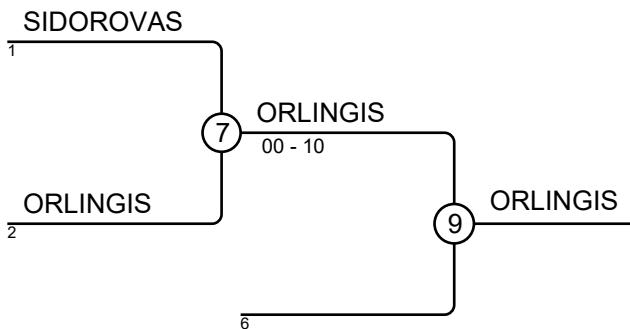 SIDOROVAS
1
7
ORLINGIS
00 - 10
ORLINGIS
2
9
ORLINGIS
6